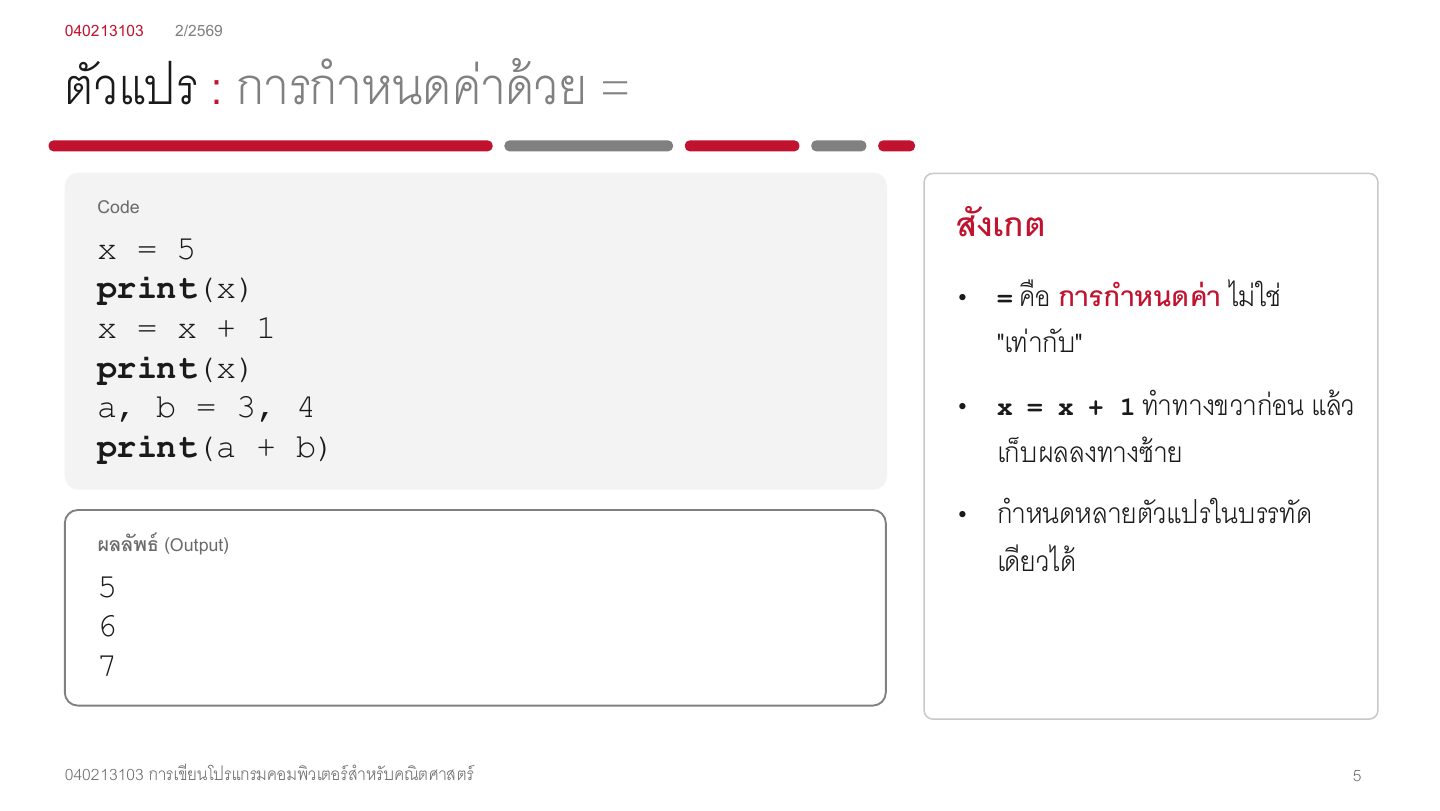 040213103 2/2569
ตัวแปร : การกำหนดค่าด้วย =
Code
x = 5
print(x)
x = x + 1
print(x)
a, b = 3, 4
print(a + b)
ผลลัพธ์ (Output)
5
6
7
สังเกต
• = คือ การกำหนดค่า ไม่ใช่
"เท่ากับ"
• x = x + 1 ทำทางขวาก่อน แล้ว
เก็บผลลงทางซ้าย
• กำหนดหลายตัวแปรในบรรทัด
เดียวได้
040213103 การเขียนโปรแกรมคอมพิวเตอร์สำหรับคณิตศาสตร์
5